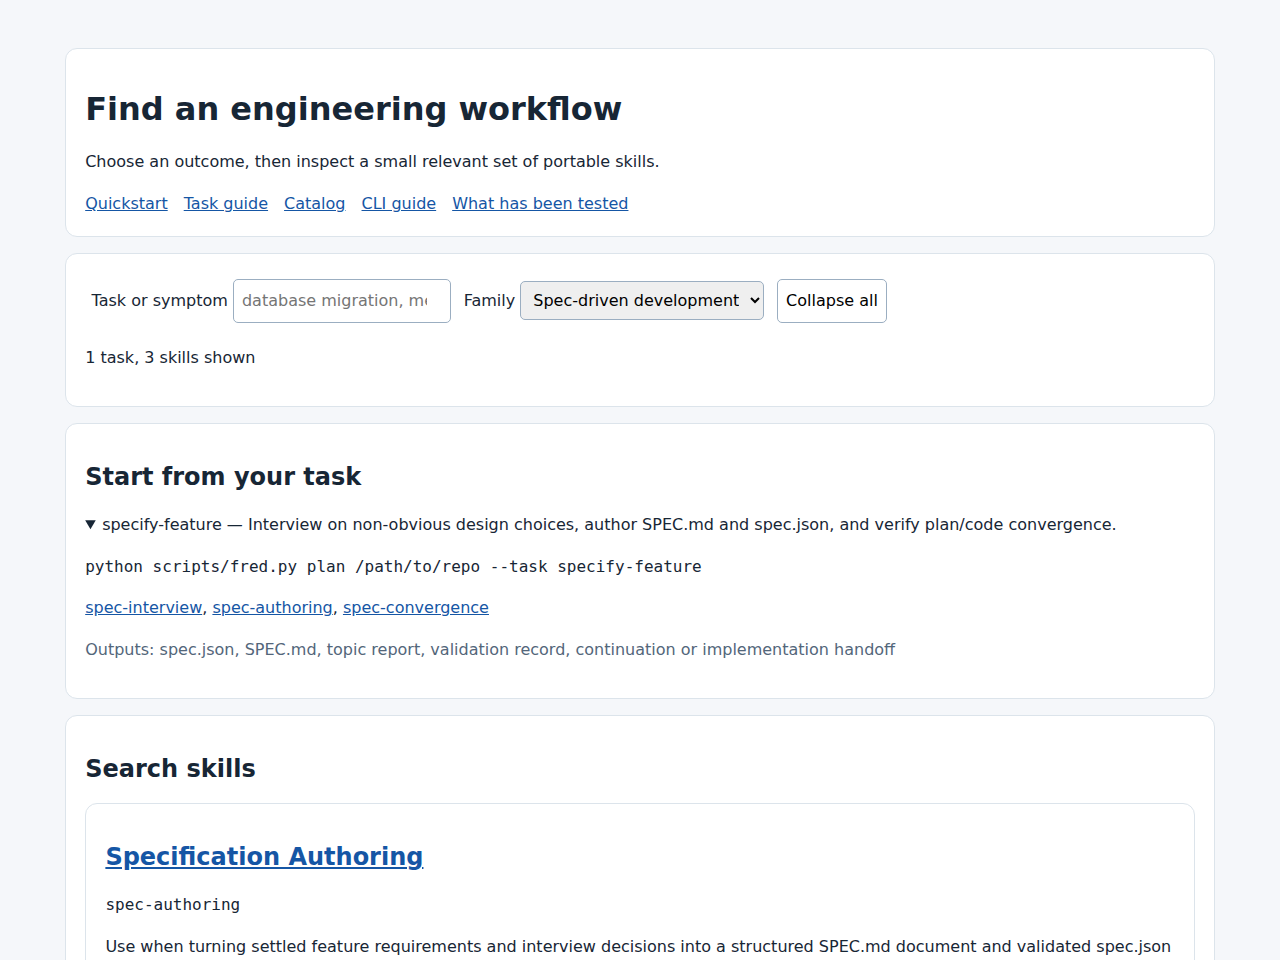 Find an engineering workflow
Choose an outcome, then inspect a small relevant set of portable skills.
Quickstart Task guide Catalog CLI guide What has been tested
Task or symptom database migration, Family Spec-driven development Collapse all
1 task, 3 skills shown
Start from your task
▼ specify-feature — Interview on non-obvious design choices, author SPEC.md and spec.json, and verify plan/code convergence.
python scripts/fred.py plan /path/to/repo --task specify-feature
spec-interview, spec-authoring, spec-convergence
Outputs: spec.json, SPEC.md, topic report, validation record, continuation or implementation handoff
Search skills
Specification Authoring
spec-authoring
Use when turning settled feature requirements and interview decisions into a structured SPEC.md document and validated spec.json